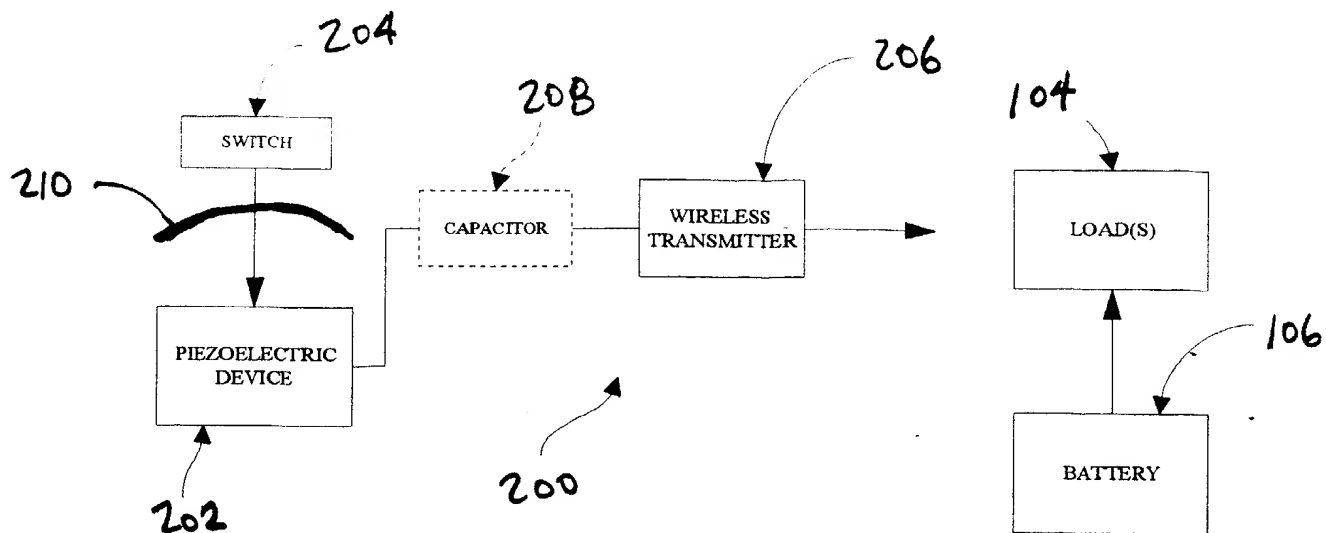 204
SWITCH
210
208
CAPACITOR
206
WIRELESS
TRANSMITTER
104
LOAD(S)
PIEZOELECTRIC
DEVICE
202
200
106
BATTERY